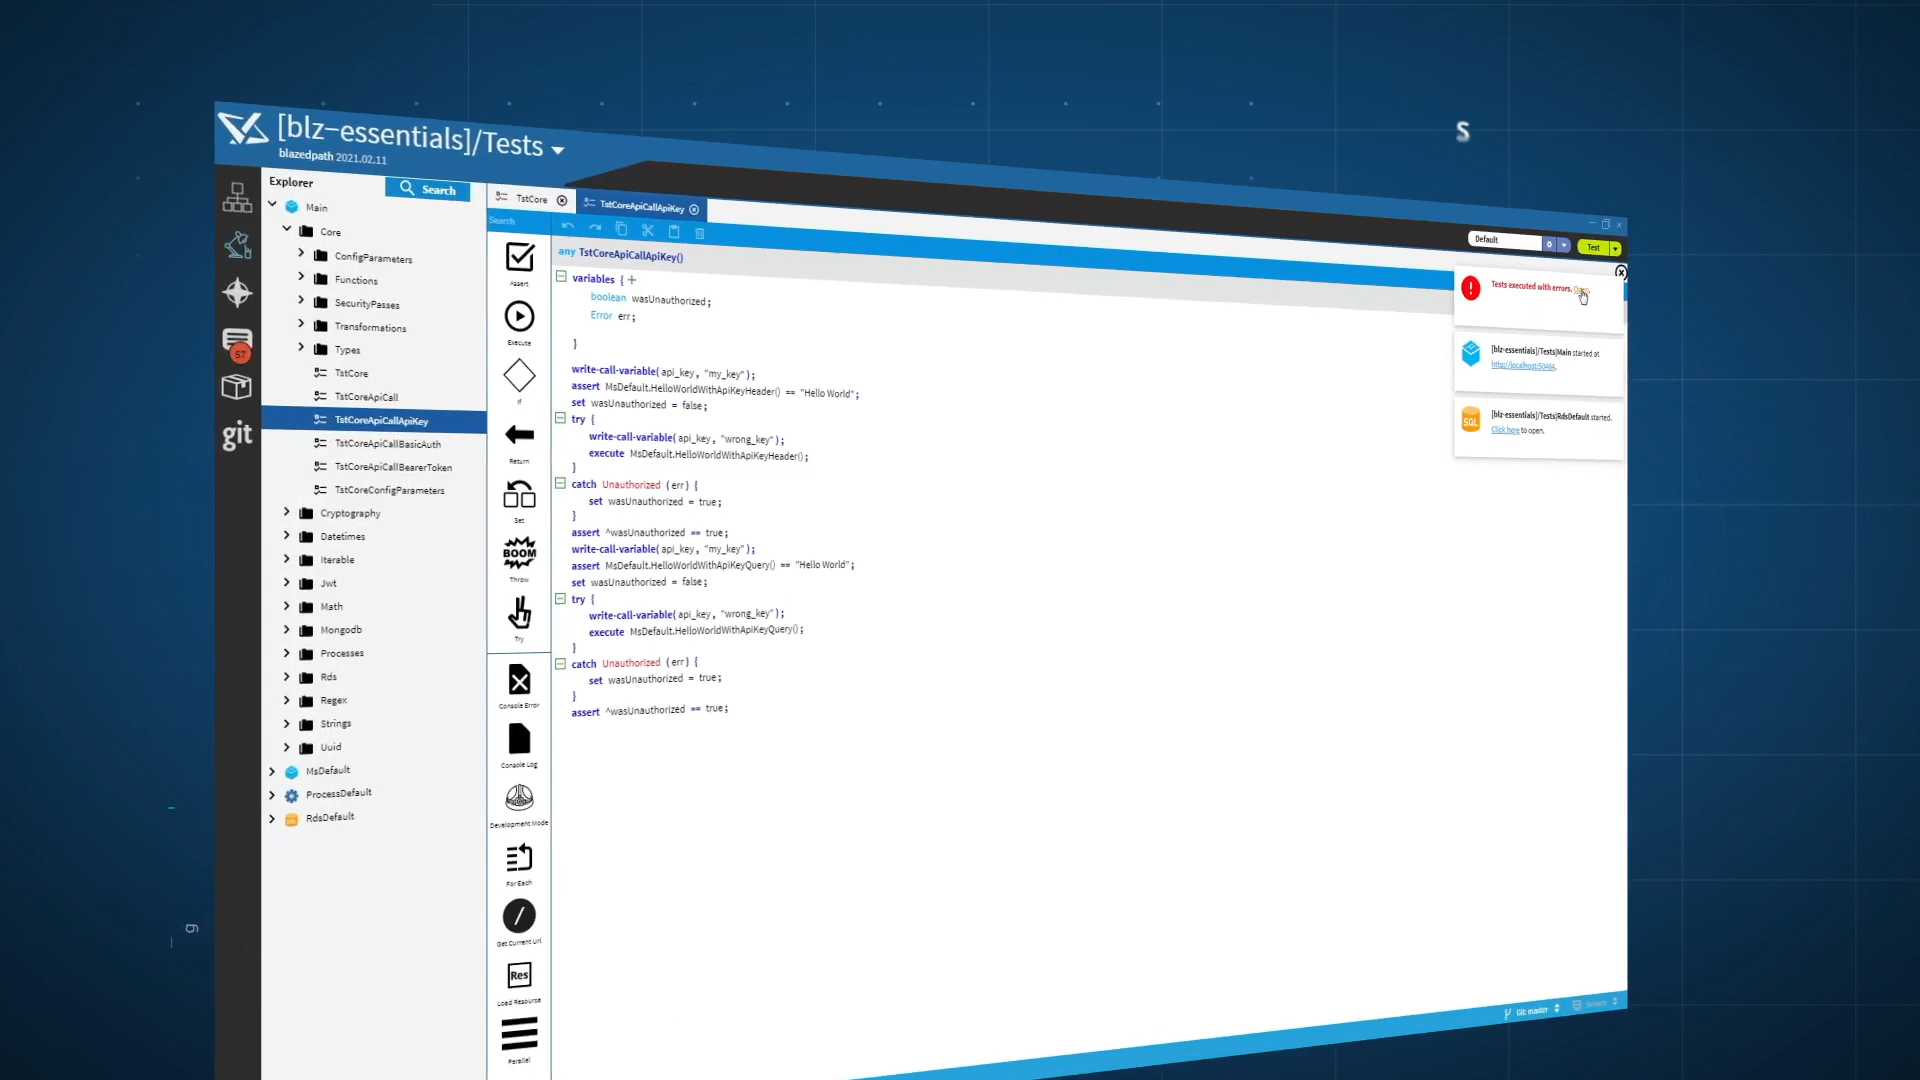 S
[blz-essentials]/Tests
blazedpath 2021.02.11
Explorer
Search
Main
Core
ConfigParameters
Functions
SecurityPasses
Transformations
Types
TstCore
TstCoreApiCall
TstCoreApiCallApiKey
TstCoreApiCallBasicAuth
TstCoreApiCallBearerToken
TstCoreConfigParameters
Cryptography
Datetimes
Iterable
Jwt
Math
Mongodb
Processes
Rds
Regex
Strings
Uuid
MsDefault
ProcessDefault
RdsDefault
57
git
TstCore
TstCoreApiCallApiKey
Search
Assert
Execute
If
Return
Set
BOOM
Throw
Try
Console Error
Console Log
Development Mode
For Each
Get Current Url
Res
Load Resource
Parallel
any TstCoreApiCallApiKey()
variables { +
boolean wasUnauthorized;
Error err;
}
write-call-variable( api_key, "my_key" );
assert MsDefault.HelloWorldWithApiKeyHeader() == "Hello World";
set wasUnauthorized = false;
try {
write-call-variable( api_key, "wrong_key" );
execute MsDefault.HelloWorldWithApiKeyHeader();
}
catch Unauthorized (err) {
set wasUnauthorized = true;
}
assert ^wasUnauthorized == true;
write-call-variable( api_key, "my_key" );
assert MsDefault.HelloWorldWithApiKeyQuery() == "Hello World";
set wasUnauthorized = false;
try {
write-call-variable( api_key, "wrong_key" );
execute MsDefault.HelloWorldWithApiKeyQuery();
}
catch Unauthorized (err) {
set wasUnauthorized = true;
}
assert ^wasUnauthorized == true;
Default
Test
Tests executed with errors.
[blz-essentials]/Tests|Main started at
http://localhost:50464.
SQL
[blz-essentials]/Tests|RdsDefault started.
Click here to open.
Git: master
g